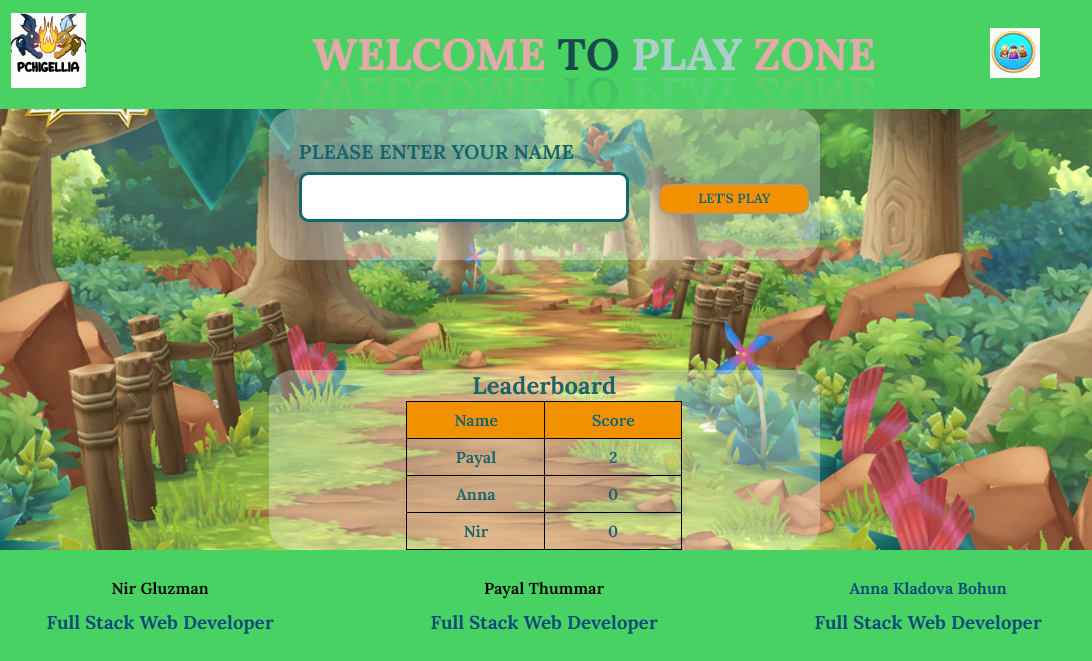 PCHIGELLIA
WELCOME TO PLAY ZONE
PLEASE ENTER YOUR NAME
LET'S PLAY
Leaderboard
Name Score
Payal 2
Anna 0
Nir 0
Nir Gluzman Payal Thummar Anna Kladova Bohun
Full Stack Web Developer Full Stack Web Developer Full Stack Web Developer